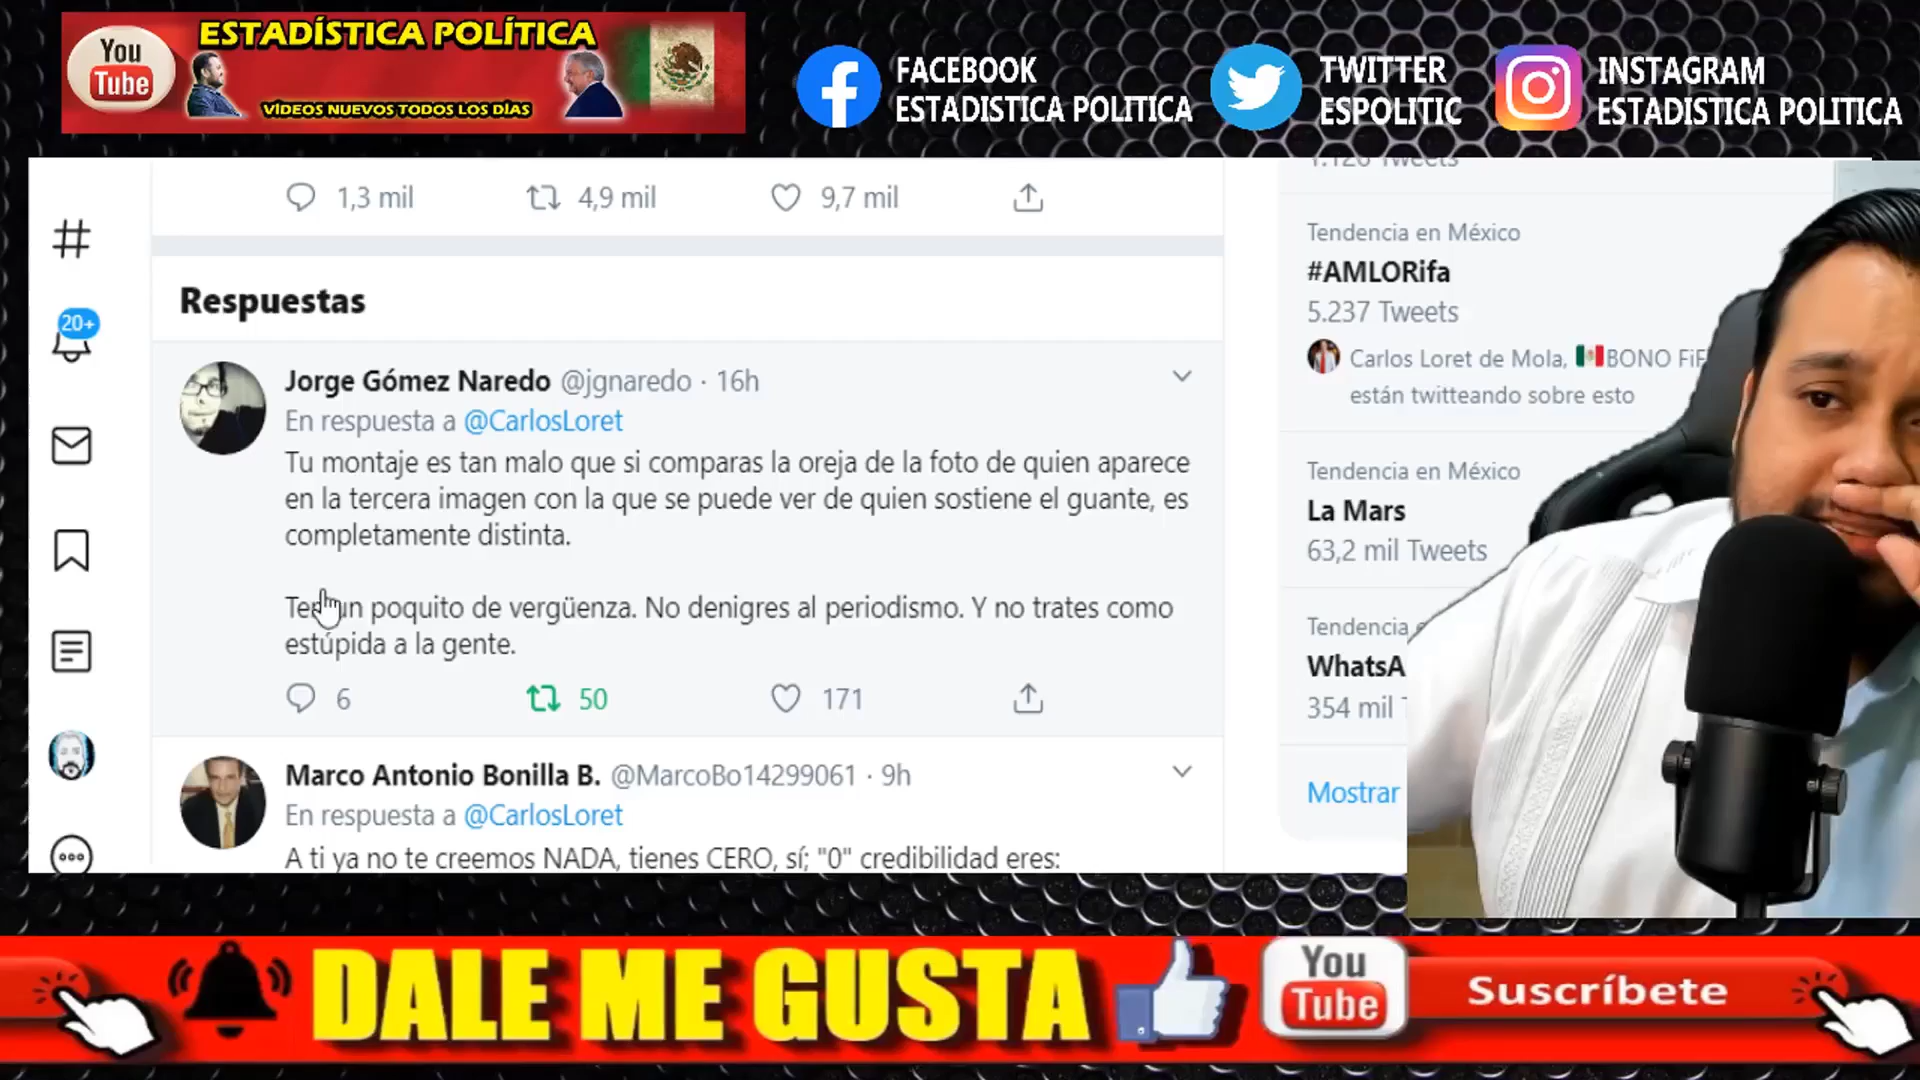 You
Tube
ESTADÍSTICA POLÍTICA
VÍDEOS NUEVOS TODOS LOS DÍAS
FACEBOOK
ESTADISTICA POLITICA
TWITTER
ESPOLITIC
INSTAGRAM
ESTADISTICA POLITICA
1,3 mil
4,9 mil
9,7 mil
20+
Respuestas
Jorge Gómez Naredo @jgnaredo · 16h
En respuesta a @CarlosLoret
Tu montaje es tan malo que si comparas la oreja de la foto de quien aparece
en la tercera imagen con la que se puede ver de quien sostiene el guante, es
completamente distinta.
un poquito de vergüenza. No denigres al periodismo. Y no trates como
estúpida a la gente.
6
50
171
Marco Antonio Bonilla B. @MarcoBo14299061 · 9h
En respuesta a @CarlosLoret
A ti ya no te creemos NADA, tienes CERO, sí; "0" credibilidad eres:
Tweets
Tendencia en México
#AMLORifa
5.237 Tweets
Carlos Loret de Mola, BONO FiF
están twitteando sobre esto
Tendencia en México
La Mars
63,2 mil Tweets
Tendencia
WhatsA
354 mil
Mostrar
DALE ME GUSTA
You
Tube
Suscríbete